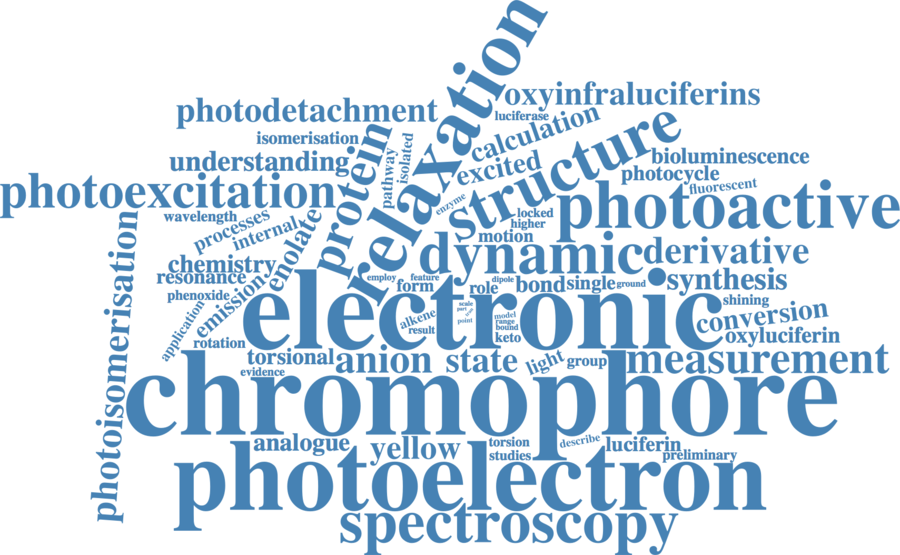 relaxation
oxyinfraluciferins
photodetachment
luciferase
calculation
isomerisation
protein
structure
understanding
pathway
isolated
excited
bioluminescence
photocycle
photoexcitation
fluorescent
photoactive
enzyme
wavelength
locked
higher
processes
internal
enolate
motion
dynamic
derivative
chemistry
resonance
employ
feature
dipole
form
role
bond
single
ground
synthesis
phenoxide
emission
electronic
scale
part
point
model
range
bound
shining
conversion
alkene
result
keto
application
rotation
oxyluciferin
photoisomerisation
torsional
anion
state
light
group
measurement
evidence
chromophore
analogue
yellow
torsion
studies
describe
luciferin
preliminary
photoelectron
spectroscopy